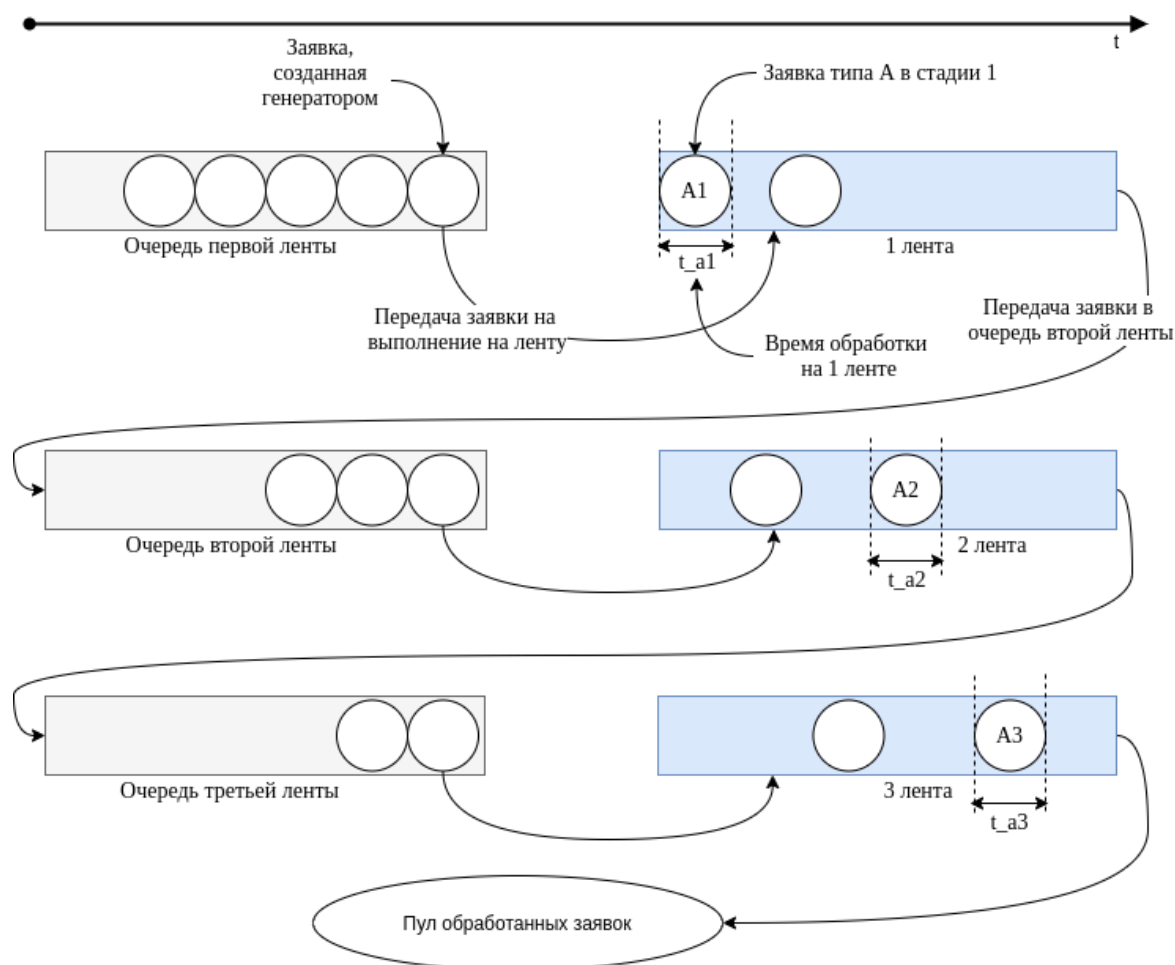 t
Заявка,
созданная
генератором
Заявка типа А в стадии 1
A1
Очередь первой ленты
1 лента
t_a1
Передача заявки на
выполнение на ленту
Время обработки
на 1 ленте
Передача заявки в
очередь второй ленты
A2
Очередь второй ленты
2 лента
t_a2
A3
Очередь третьей ленты
3 лента
t_a3
Пул обработанных заявок